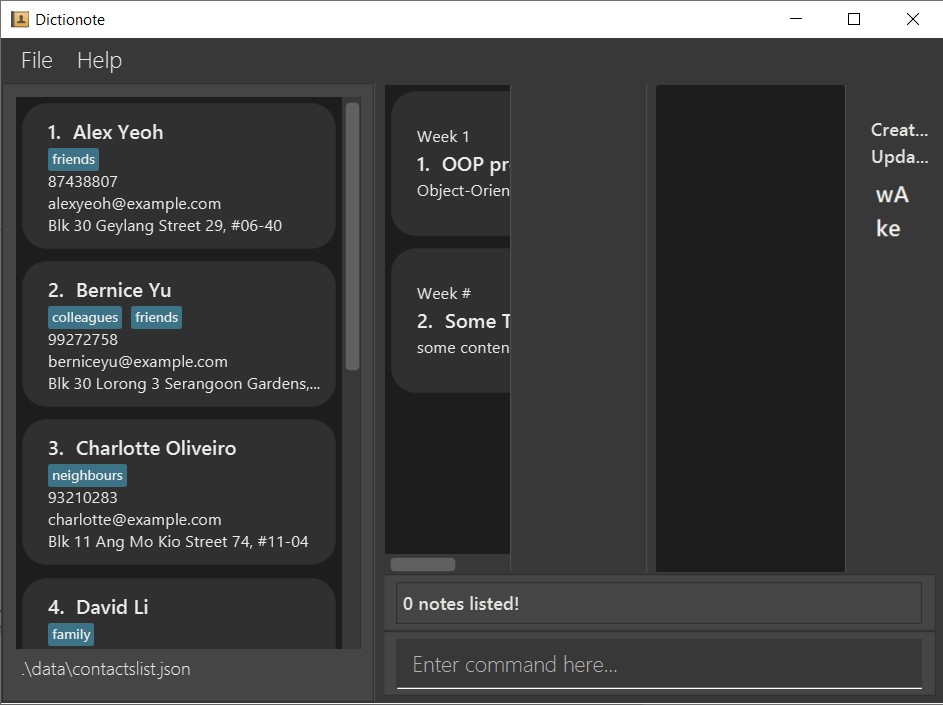 Dictionote
File Help
1. Alex Yeoh
friends
87438807
alexyeoh@example.com
Blk 30 Geylang Street 29, #06-40
2. Bernice Yu
colleagues friends
99272758
berniceyu@example.com
Blk 30 Lorong 3 Serangoon Gardens,...
3. Charlotte Oliveiro
neighbours
93210283
charlotte@example.com
Blk 11 Ang Mo Kio Street 74, #11-04
4. David Li
family
.\data\contactslist.json
Week 1
1. OOP pr
Object-Orien
Week #
2. Some T
some conten
Creat...
Upda...
wA
ke
0 notes listed!
Enter command here...